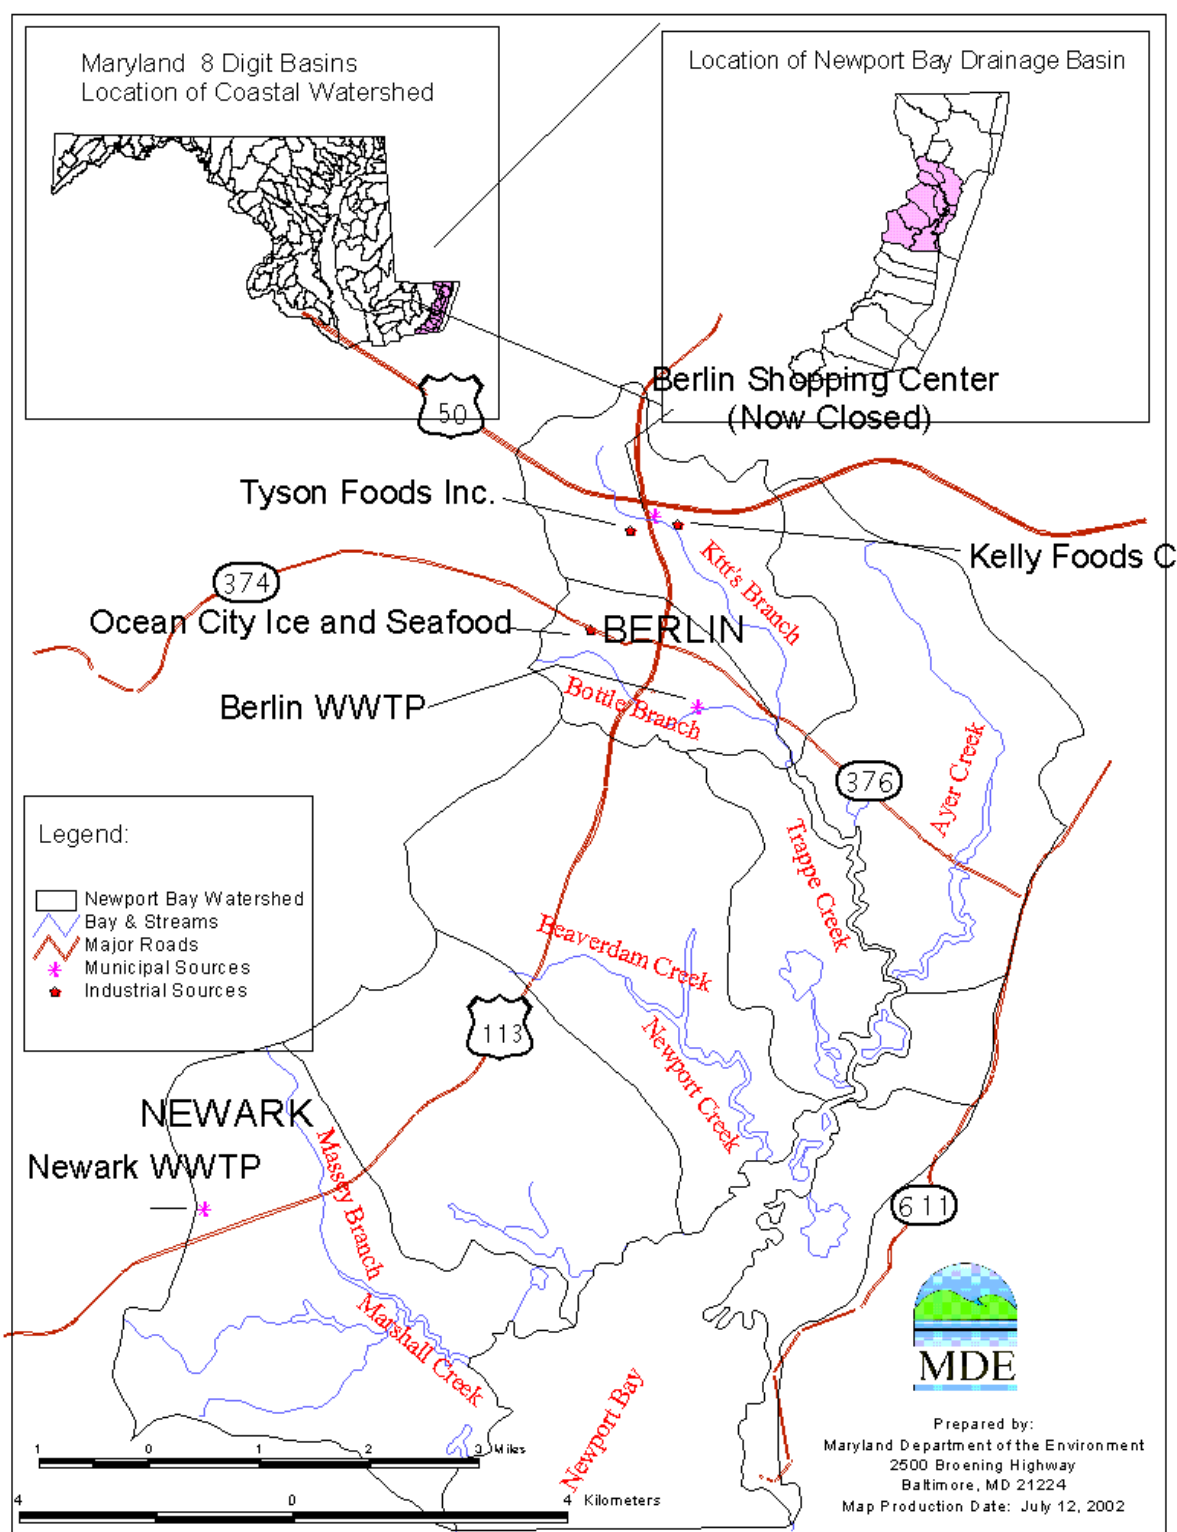 Maryland 8 Digit Basins
Location of Coastal Watershed
Location of Newport Bay Drainage Basin
Berlin Shopping Center
(Now Closed)
50
Tyson Foods Inc.
Kelly Foods C
Kitt's Branch
374
Ocean City Ice and Seafood
BERLIN
Berlin WWTP
Bottle Branch
376
Ayer Creek
Trappe Creek
Legend:
Newport Bay Watershed
Bay & Streams
Major Roads
Municipal Sources
Industrial Sources
Beaverdam Creek
113
Newport Creek
NEWARK
Newark WWTP
Massey Branch
611
Marshall Creek
Newport Bay
MDE
Prepared by:
Maryland Department of the Environment
2500 Broening Highway
Baltimore, MD 21224
Map Production Date: July 12, 2002
1 0 1 2 3 Miles
4 0 4 Kilometers